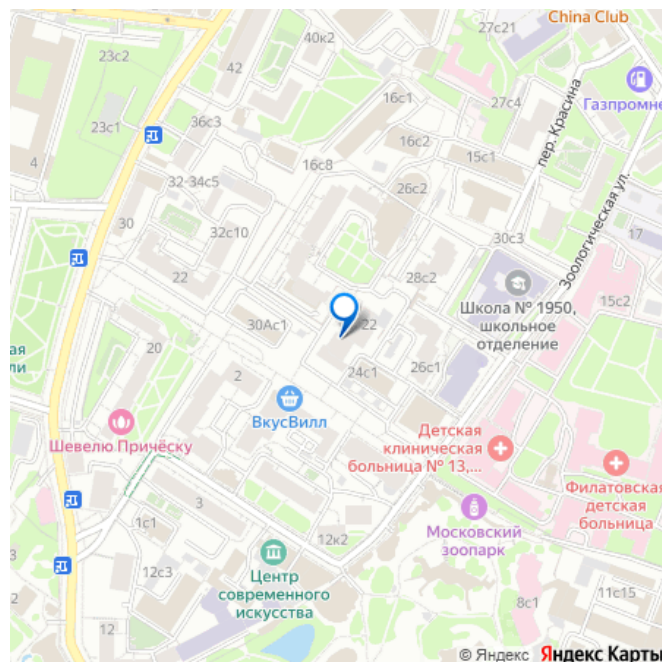 China Club
27с21
40к2
23с2
42
Газпромне
16с1
27с4
23с1
36с3
16с2
пер. Красина
4
15с1
16с8
32-34с5
26с2
Зоологическая ул.
30
32с10
30с3
17
22
28с2
Школа № 1950,
школьное
отделение
15с2
30Ас1
22
ая
ли
20
2
24с1
26с1
ВкусВилл
Шевелю Причёску
Детская
клиническая
больница № 13,...
Филатовская
детская
больница
3
1с1
Московский
зоопарк
12к2
12с3
Центр
современного
искусства
11с15
8с1
12
© Яндекс Яндекс Карты